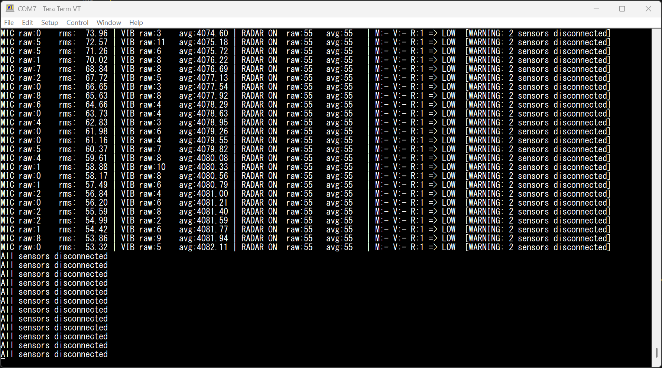 COM7 - Tera Term VT
File Edit Setup Control Window Help
MIC raw:0 rms: 73.96 | VIB raw:3 avg:4074.60 | RADAR ON raw:55 avg:55 | M:- V:- R:1 => LOW [WARNING: 2 sensors disconnected]
MIC raw:2 rms: 72.57 | VIB raw:11 avg:4075.18 | RADAR ON raw:55 avg:55 | M:- V:- R:1 => LOW [WARNING: 2 sensors disconnected]
MIC raw:5 rms: 71.26 | VIB raw:6 avg:4075.72 | RADAR ON raw:55 avg:55 | M:- V:- R:1 => LOW [WARNING: 2 sensors disconnected]
MIC raw:1 rms: 70.02 | VIB raw:8 avg:4076.22 | RADAR ON raw:55 avg:55 | M:- V:- R:1 => LOW [WARNING: 2 sensors disconnected]
MIC raw:7 rms: 68.84 | VIB raw:8 avg:4076.69 | RADAR ON raw:55 avg:55 | M:- V:- R:1 => LOW [WARNING: 2 sensors disconnected]
MIC raw:2 rms: 67.72 | VIB raw:5 avg:4077.13 | RADAR ON raw:55 avg:55 | M:- V:- R:1 => LOW [WARNING: 2 sensors disconnected]
MIC raw:0 rms: 66.65 | VIB raw:3 avg:4077.54 | RADAR ON raw:55 avg:55 | M:- V:- R:1 => LOW [WARNING: 2 sensors disconnected]
MIC raw:8 rms: 65.63 | VIB raw:8 avg:4077.92 | RADAR ON raw:55 avg:55 | M:- V:- R:1 => LOW [WARNING: 2 sensors disconnected]
MIC raw:6 rms: 64.66 | VIB raw:4 avg:4078.29 | RADAR ON raw:55 avg:55 | M:- V:- R:1 => LOW [WARNING: 2 sensors disconnected]
MIC raw:0 rms: 63.73 | VIB raw:4 avg:4078.63 | RADAR ON raw:55 avg:55 | M:- V:- R:1 => LOW [WARNING: 2 sensors disconnected]
MIC raw:4 rms: 62.83 | VIB raw:3 avg:4078.95 | RADAR ON raw:55 avg:55 | M:- V:- R:1 => LOW [WARNING: 2 sensors disconnected]
MIC raw:0 rms: 61.98 | VIB raw:6 avg:4079.26 | RADAR ON raw:55 avg:55 | M:- V:- R:1 => LOW [WARNING: 2 sensors disconnected]
MIC raw:0 rms: 61.16 | VIB raw:4 avg:4079.55 | RADAR ON raw:55 avg:55 | M:- V:- R:1 => LOW [WARNING: 2 sensors disconnected]
MIC raw:5 rms: 60.37 | VIB raw:7 avg:4079.82 | RADAR ON raw:55 avg:55 | M:- V:- R:1 => LOW [WARNING: 2 sensors disconnected]
MIC raw:4 rms: 59.61 | VIB raw:8 avg:4080.08 | RADAR ON raw:55 avg:55 | M:- V:- R:1 => LOW [WARNING: 2 sensors disconnected]
MIC raw:1 rms: 58.88 | VIB raw:10 avg:4080.33 | RADAR ON raw:55 avg:55 | M:- V:- R:1 => LOW [WARNING: 2 sensors disconnected]
MIC raw:0 rms: 58.17 | VIB raw:8 avg:4080.56 | RADAR ON raw:55 avg:55 | M:- V:- R:1 => LOW [WARNING: 2 sensors disconnected]
MIC raw:1 rms: 57.49 | VIB raw:6 avg:4080.79 | RADAR ON raw:55 avg:55 | M:- V:- R:1 => LOW [WARNING: 2 sensors disconnected]
MIC raw:2 rms: 56.84 | VIB raw:4 avg:4081.00 | RADAR ON raw:55 avg:55 | M:- V:- R:1 => LOW [WARNING: 2 sensors disconnected]
MIC raw:0 rms: 56.20 | VIB raw:6 avg:4081.21 | RADAR ON raw:55 avg:55 | M:- V:- R:1 => LOW [WARNING: 2 sensors disconnected]
MIC raw:2 rms: 55.59 | VIB raw:8 avg:4081.40 | RADAR ON raw:55 avg:55 | M:- V:- R:1 => LOW [WARNING: 2 sensors disconnected]
MIC raw:2 rms: 54.99 | VIB raw:2 avg:4081.59 | RADAR ON raw:55 avg:55 | M:- V:- R:1 => LOW [WARNING: 2 sensors disconnected]
MIC raw:1 rms: 54.42 | VIB raw:6 avg:4081.77 | RADAR ON raw:55 avg:55 | M:- V:- R:1 => LOW [WARNING: 2 sensors disconnected]
MIC raw:8 rms: 53.86 | VIB raw:9 avg:4081.94 | RADAR ON raw:55 avg:55 | M:- V:- R:1 => LOW [WARNING: 2 sensors disconnected]
MIC raw:0 rms: 53.32 | VIB raw:5 avg:4082.11 | RADAR ON raw:55 avg:55 | M:- V:- R:1 => LOW [WARNING: 2 sensors disconnected]
All sensors disconnected
All sensors disconnected
All sensors disconnected
All sensors disconnected
All sensors disconnected
All sensors disconnected
All sensors disconnected
All sensors disconnected
All sensors disconnected
All sensors disconnected
All sensors disconnected
All sensors disconnected